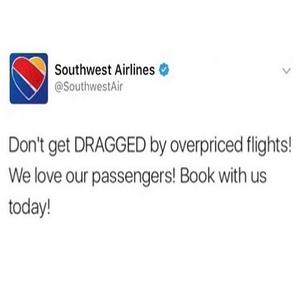 Southwest Airlines
@SouthwestAir
Don't get DRAGGED by overpriced flights!
We love our passengers! Book with us
today!